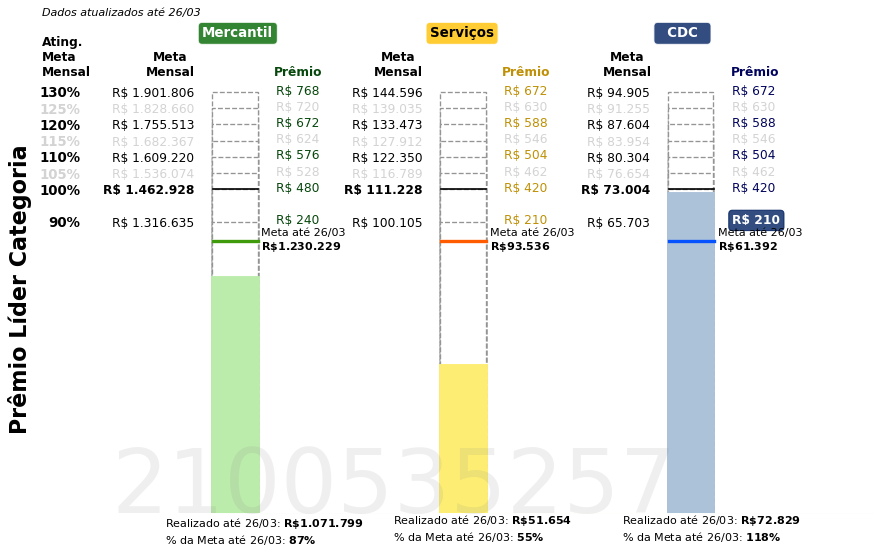 Dados atualizados até 26/03
Mercantil Serviços CDC
Ating. Meta Mensal
Meta Mensal Prêmio Meta Mensal Prêmio Meta Mensal Prêmio
130% R$ 1.901.806 R$ 768 R$ 144.596 R$ 672 R$ 94.905 R$ 672
125% R$ 1.828.660 R$ 720 R$ 139.035 R$ 630 R$ 91.255 R$ 630
120% R$ 1.755.513 R$ 672 R$ 133.473 R$ 588 R$ 87.604 R$ 588
115% R$ 1.682.367 R$ 624 R$ 127.912 R$ 546 R$ 83.954 R$ 546
110% R$ 1.609.220 R$ 576 R$ 122.350 R$ 504 R$ 80.304 R$ 504
105% R$ 1.536.074 R$ 528 R$ 116.789 R$ 462 R$ 76.654 R$ 462
100% R$ 1.462.928 R$ 480 R$ 111.228 R$ 420 R$ 73.004 R$ 420
90% R$ 1.316.635 R$ 240 R$ 100.105 R$ 210 R$ 65.703 R$ 210
Meta até 26/03 Meta até 26/03 Meta até 26/03
R$1.230.229 R$93.536 R$61.392
Prêmio Líder Categoria
2100535257
Realizado até 26/03: R$1.071.799 Realizado até 26/03: R$51.654 Realizado até 26/03: R$72.829
% da Meta até 26/03: 87% % da Meta até 26/03: 55% % da Meta até 26/03: 118%